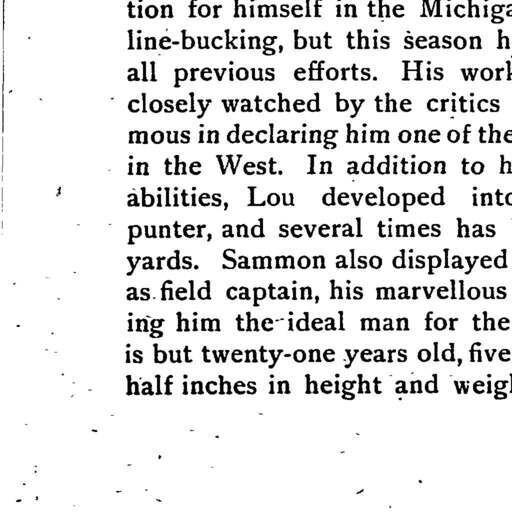 tion for himself in the Michiga
line-bucking, but this season h
all previous efforts. His work
closely watched by the critics
mous in declaring him one of the
in the West. In addition to h
abilities, Lou developed into
punter, and several times has
yards. Sammon also displayed
as field captain, his marvellous
ing him the ideal man for the
is but twenty-one years old, five
half inches in height and weigh